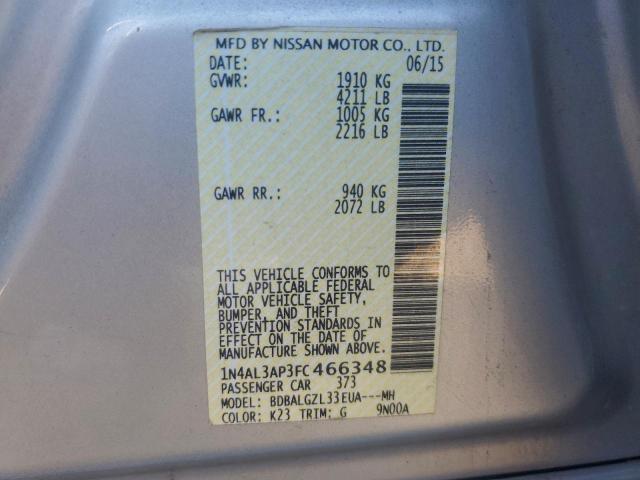 MFD BY NISSAN MOTOR CO., LTD.
DATE: 06/15
GVWR: 1910 KG
4211 LB
GAWR FR.: 1005 KG
2216 LB
GAWR RR.: 940 KG
2072 LB
THIS VEHICLE CONFORMS TO
ALL APPLICABLE FEDERAL
MOTOR VEHICLE SAFETY,
BUMPER, AND THEFT
PREVENTION STANDARDS IN
EFFECT ON THE DATE OF
MANUFACTURE SHOWN ABOVE.
1N4AL3AP3FC466348
PASSENGER CAR 373
MODEL: BDBALGZL33EUA---MH
COLOR: K23 TRIM: G 9N00A